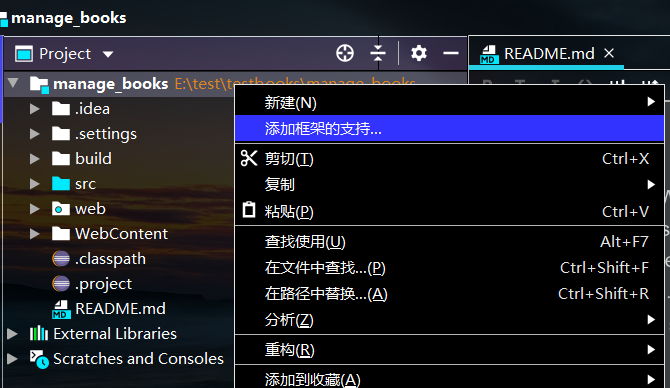 manage_books
Project
README.md
manage_books E:\test\testbooks\manage_books
.idea
.settings
build
src
web
WebContent
.classpath
.project
MD README.md
External Libraries
Scratches and Consoles
新建(N)
添加框架的支持...
剪切(T) Ctrl+X
复制
粘贴(P) Ctrl+V
查找使用(U) Alt+F7
在文件中查找...(P) Ctrl+Shift+F
在路径中替换...(A) Ctrl+Shift+R
分析(Z)
重构(R)
添加到收藏(A)